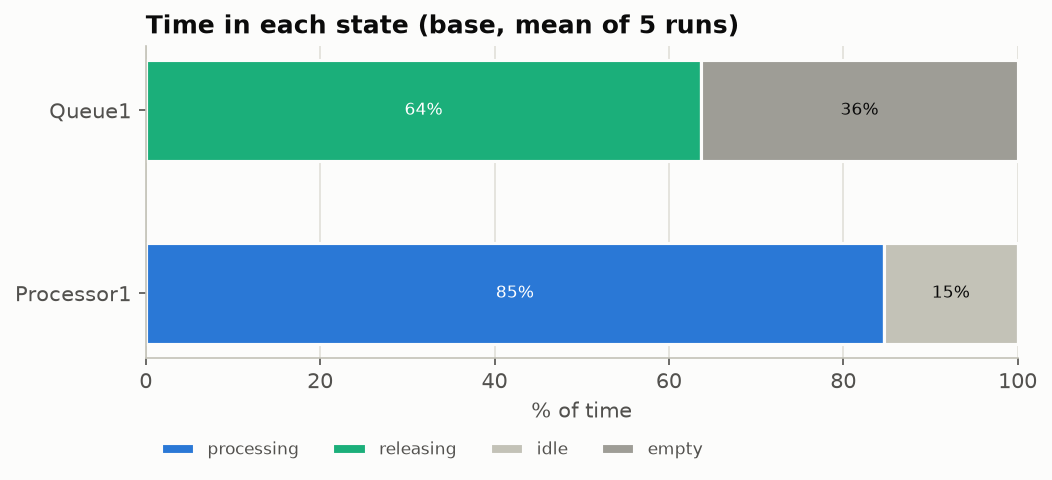 Time in each state (base, mean of 5 runs)
Queue1
64%
36%
Processor1
85%
15%
0 20 40 60 80 100
% of time
processing releasing idle empty